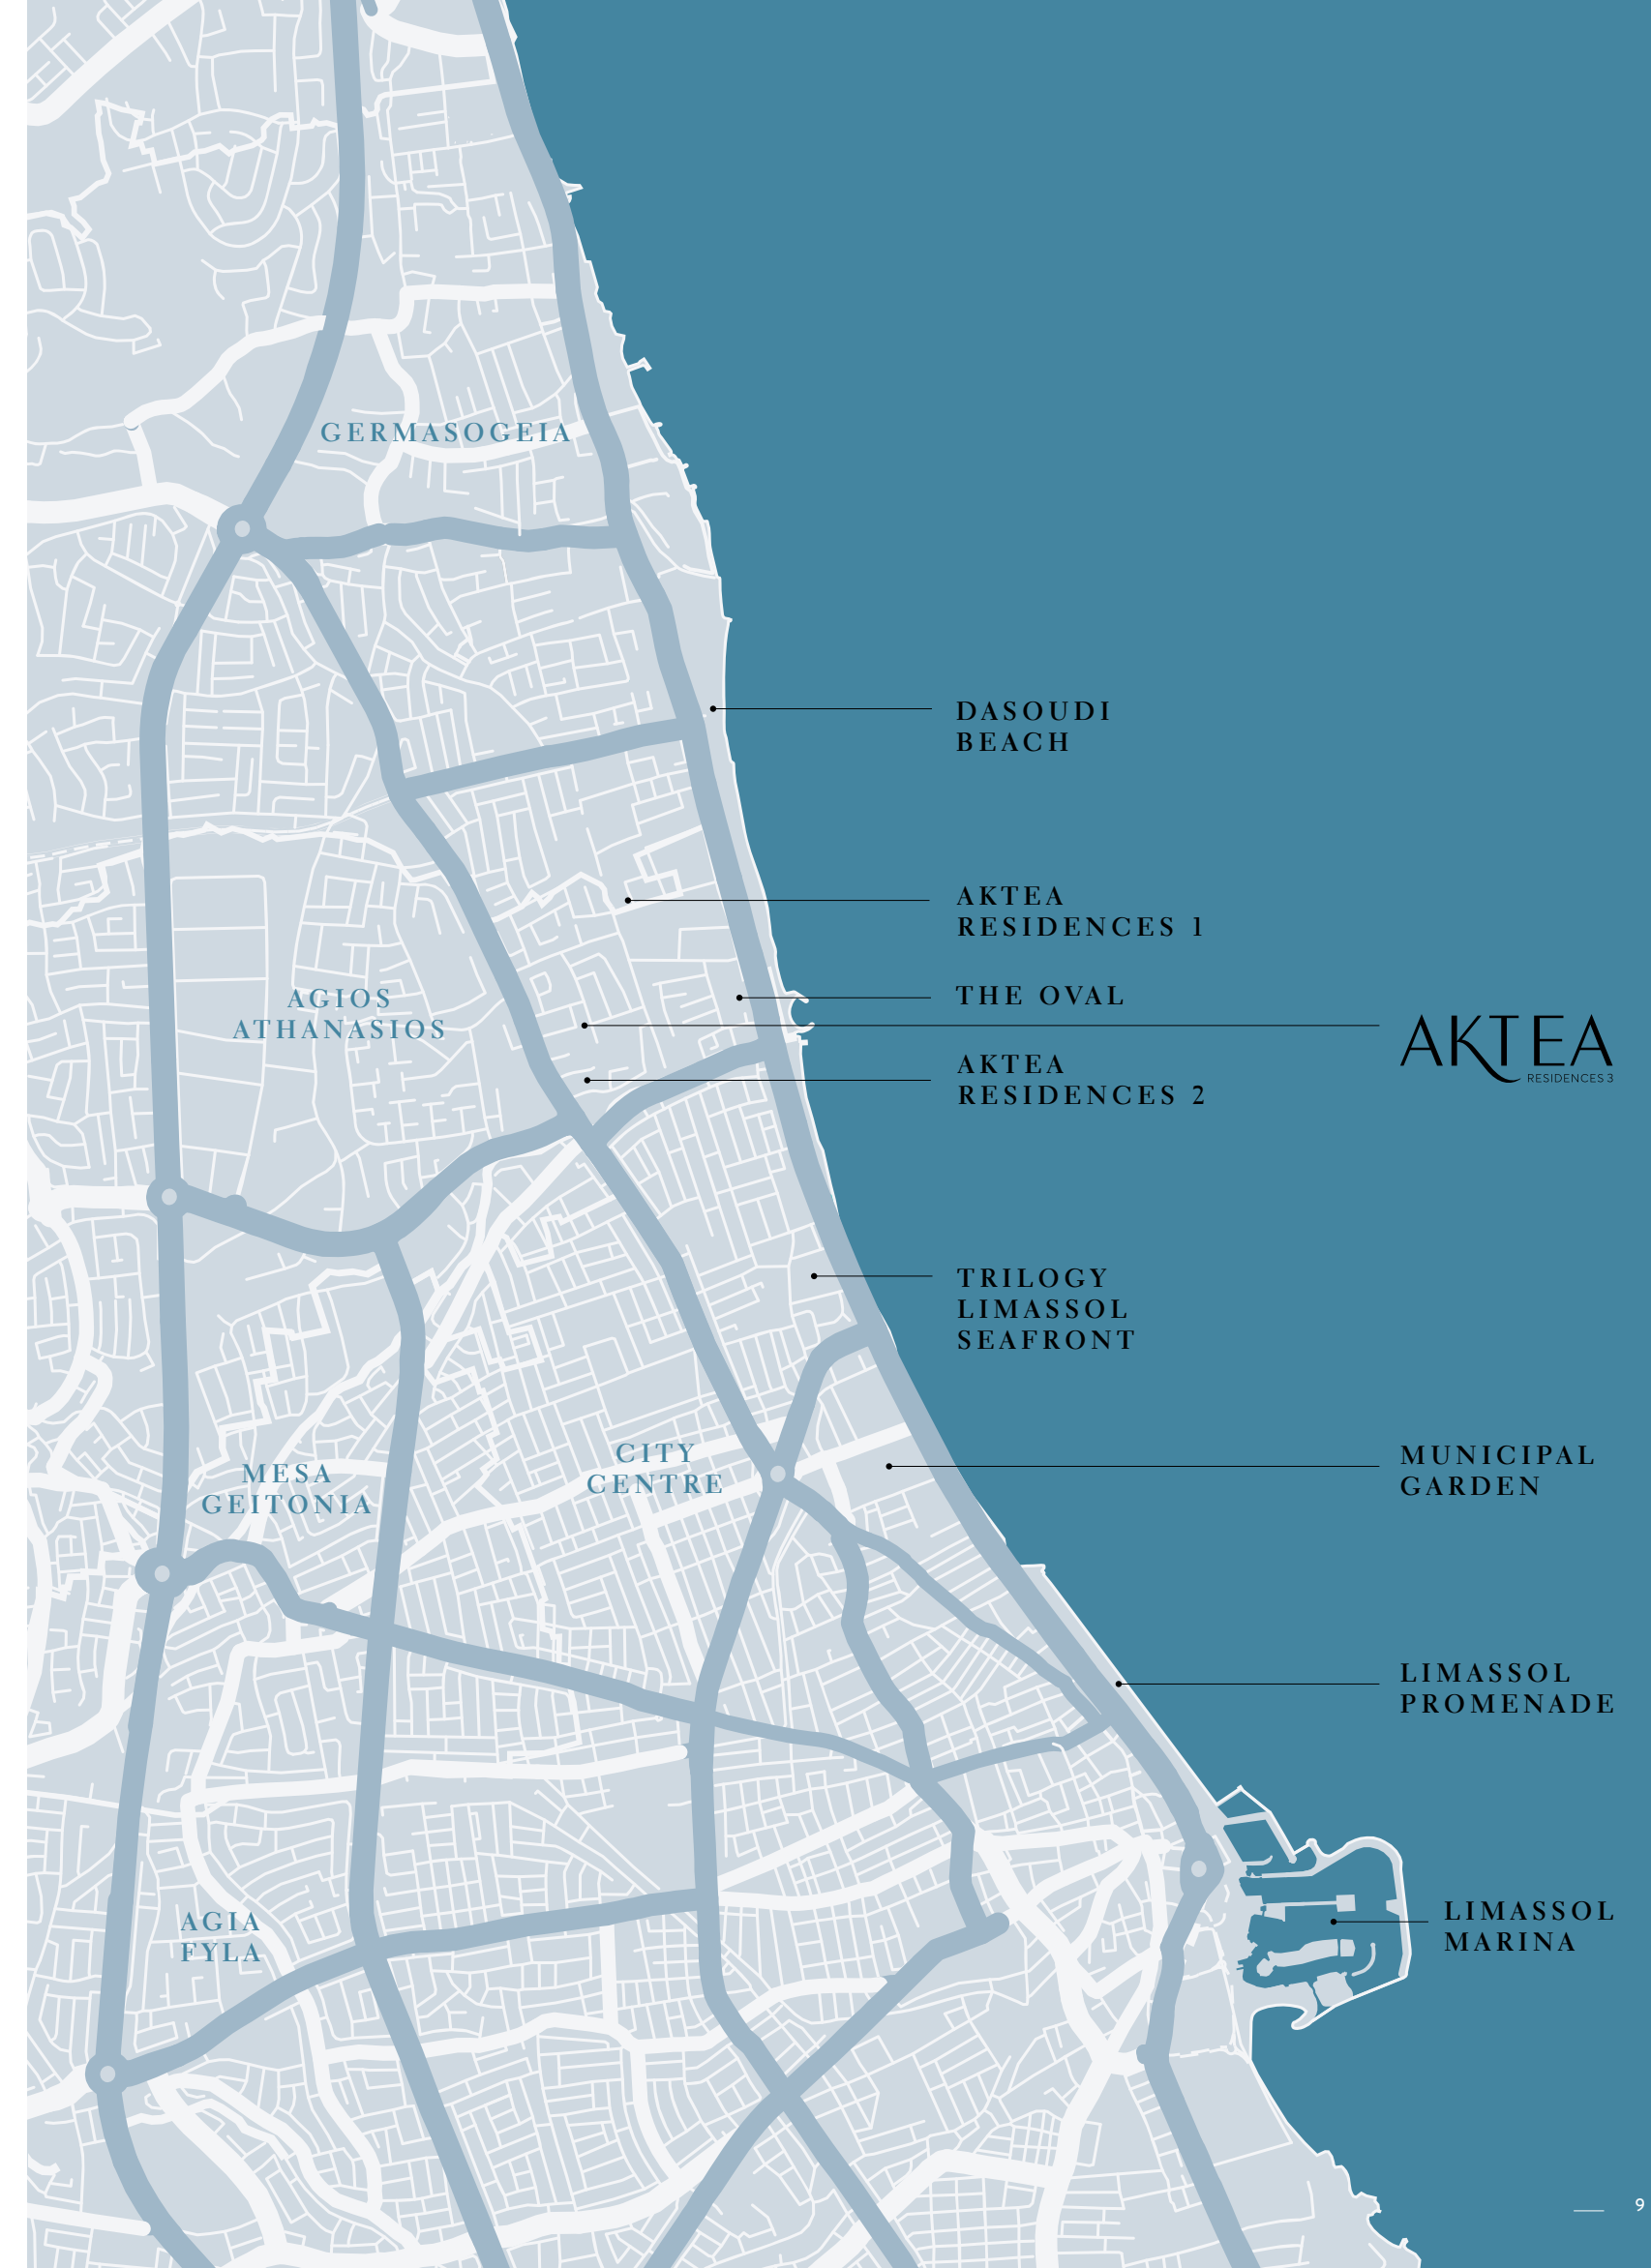 GERMASOGEIA
DASOUDI
BEACH
AKTEA
RESIDENCES 1
THE OVAL
AGIOS
ATHANASIOS
AKTEA
RESIDENCES 3
AKTEA
RESIDENCES 2
TRILOGY
LIMASSOL
SEAFRONT
CITY
CENTRE
MUNICIPAL
GARDEN
MESA
GEITONIA
LIMASSOL
PROMENADE
LIMASSOL
MARINA
AGIA
FYLA
9